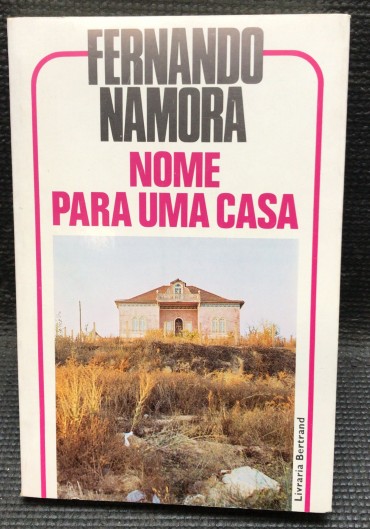 FERNANDO
NAMORA
NOME
PARA UMA CASA
Livraria Bertrand